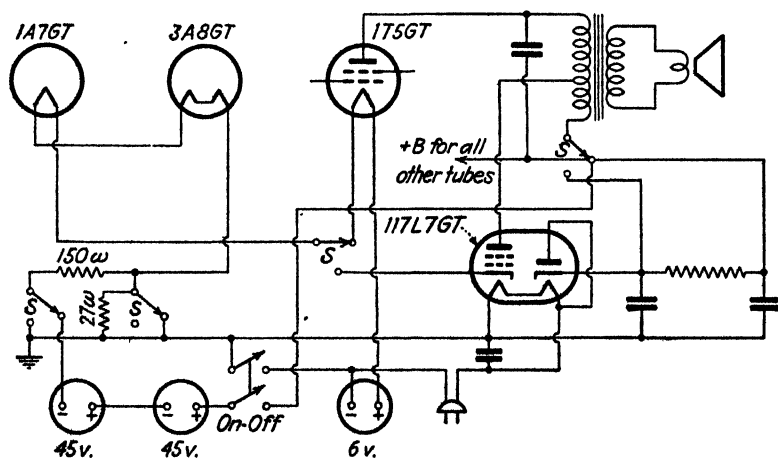 1A7GT
3A8GT
1T5GT
+B for all
other tubes
S
117L7GT
S
S
150ω
S
27ω
S
On-Off
- +
- +
- +
45v.
45v.
6v.